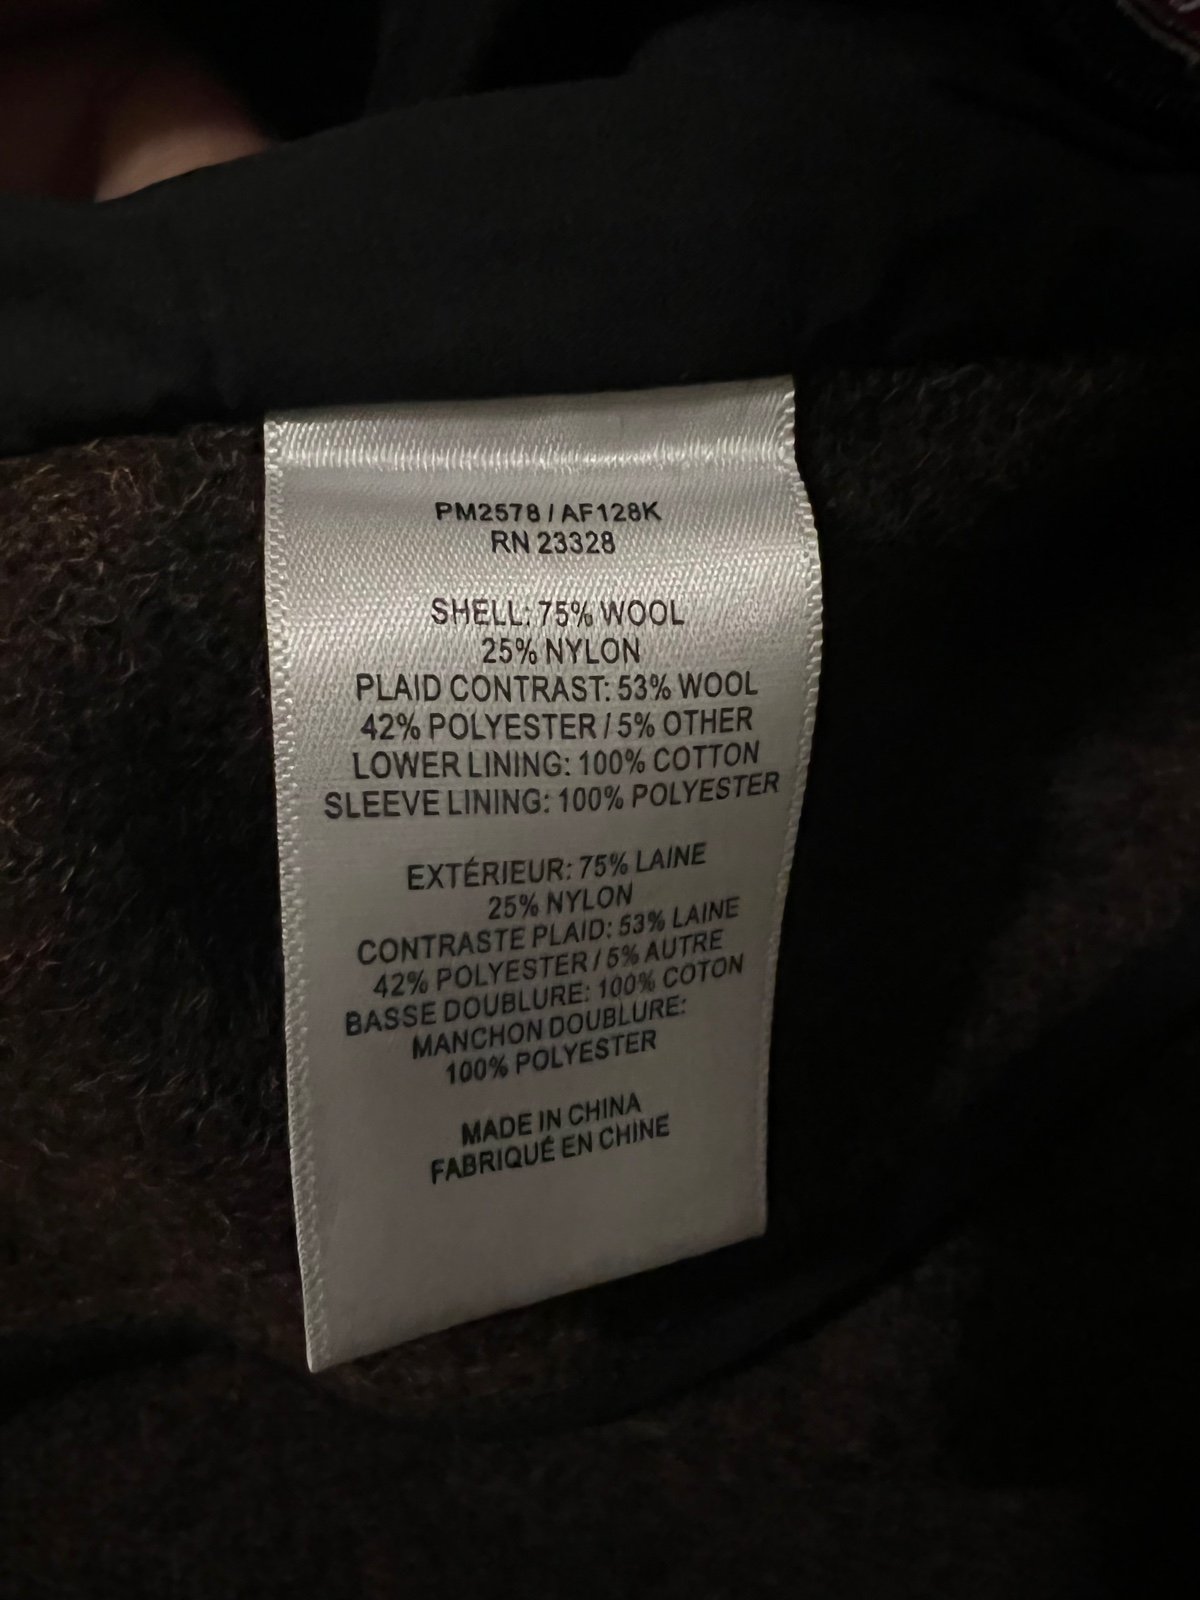 PM2578 / AF128K
RN 23328
SHELL: 75% WOOL
25% NYLON
PLAID CONTRAST: 53% WOOL
42% POLYESTER / 5% OTHER
LOWER LINING: 100% COTTON
SLEEVE LINING: 100% POLYESTER
EXTÉRIEUR: 75% LAINE
25% NYLON
CONTRASTE PLAID: 53% LAINE
42% POLYESTER / 5% AUTRE
BASSE DOUBLURE: 100% COTON
MANCHON DOUBLURE:
100% POLYESTER
MADE IN CHINA
FABRIQUÉ EN CHINE